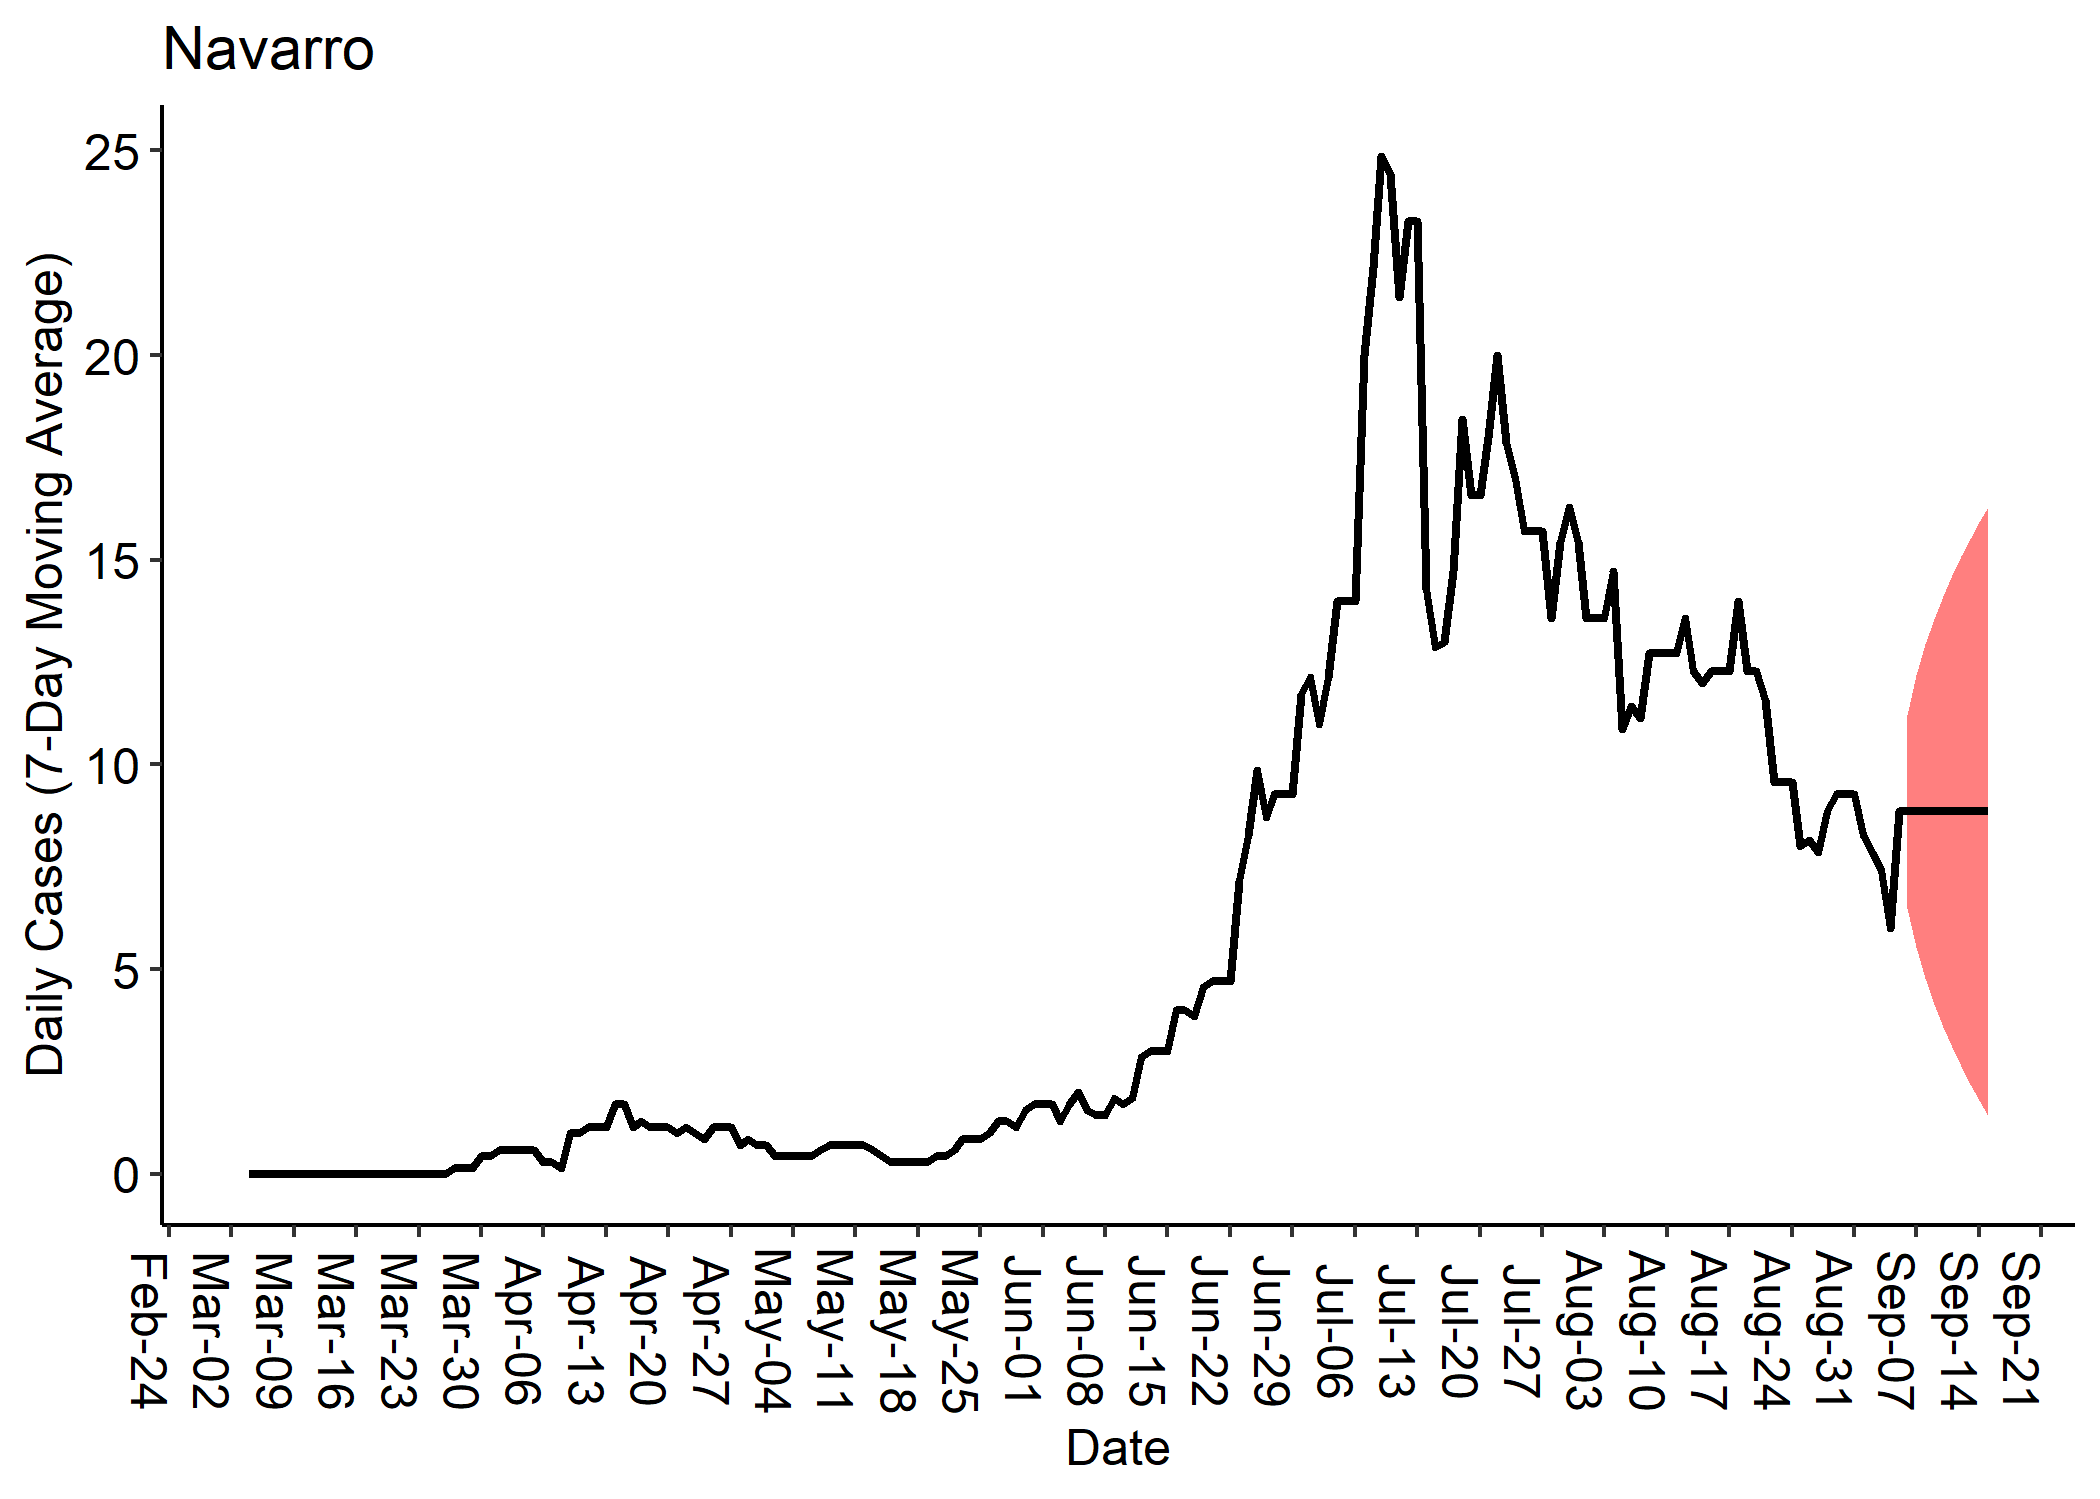 Navarro
Daily Cases (7-Day Moving Average)
25
20
15
10
5
0
Feb-24
Mar-02
Mar-09
Mar-16
Mar-23
Mar-30
Apr-06
Apr-13
Apr-20
Apr-27
May-04
May-11
May-18
May-25
Jun-01
Jun-08
Jun-15
Jun-22
Jun-29
Jul-06
Jul-13
Jul-20
Jul-27
Aug-03
Aug-10
Aug-17
Aug-24
Aug-31
Sep-07
Sep-14
Sep-21
Date